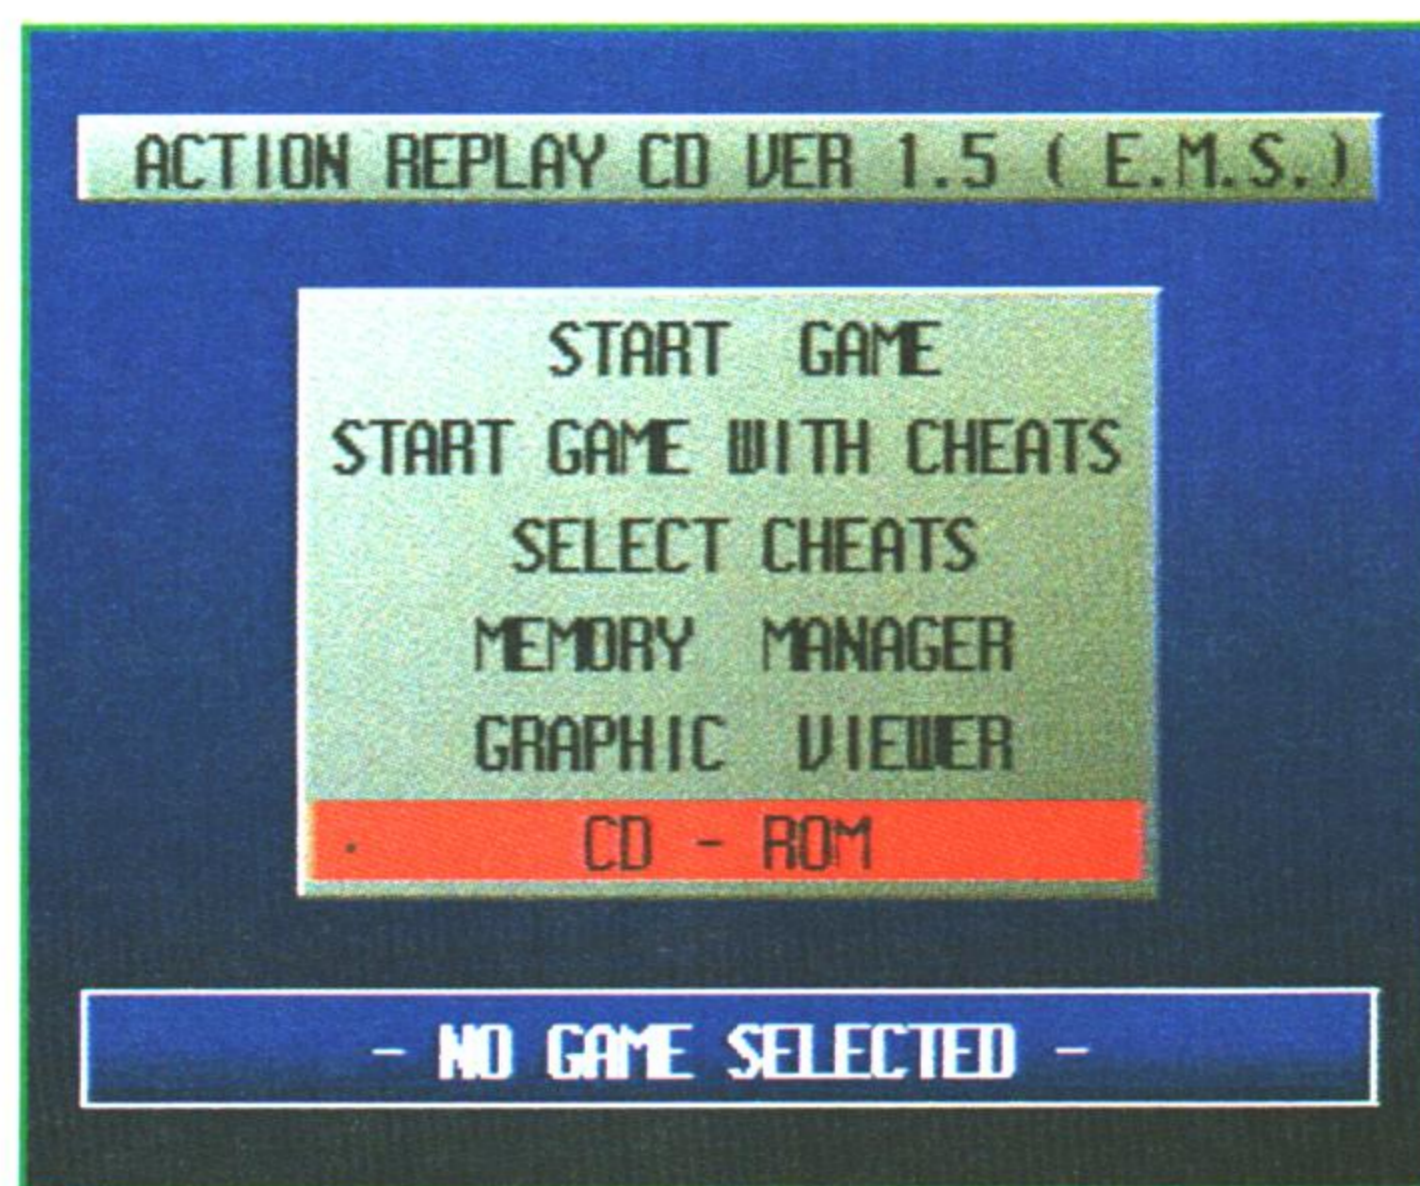 ACTION REPLAY CD VER 1.5 ( E.M.S.)
START GAME
START GAME WITH CHEATS
SELECT CHEATS
MEMORY MANAGER
GRAPHIC VIEWER
CD - ROM
- NO GAME SELECTED -